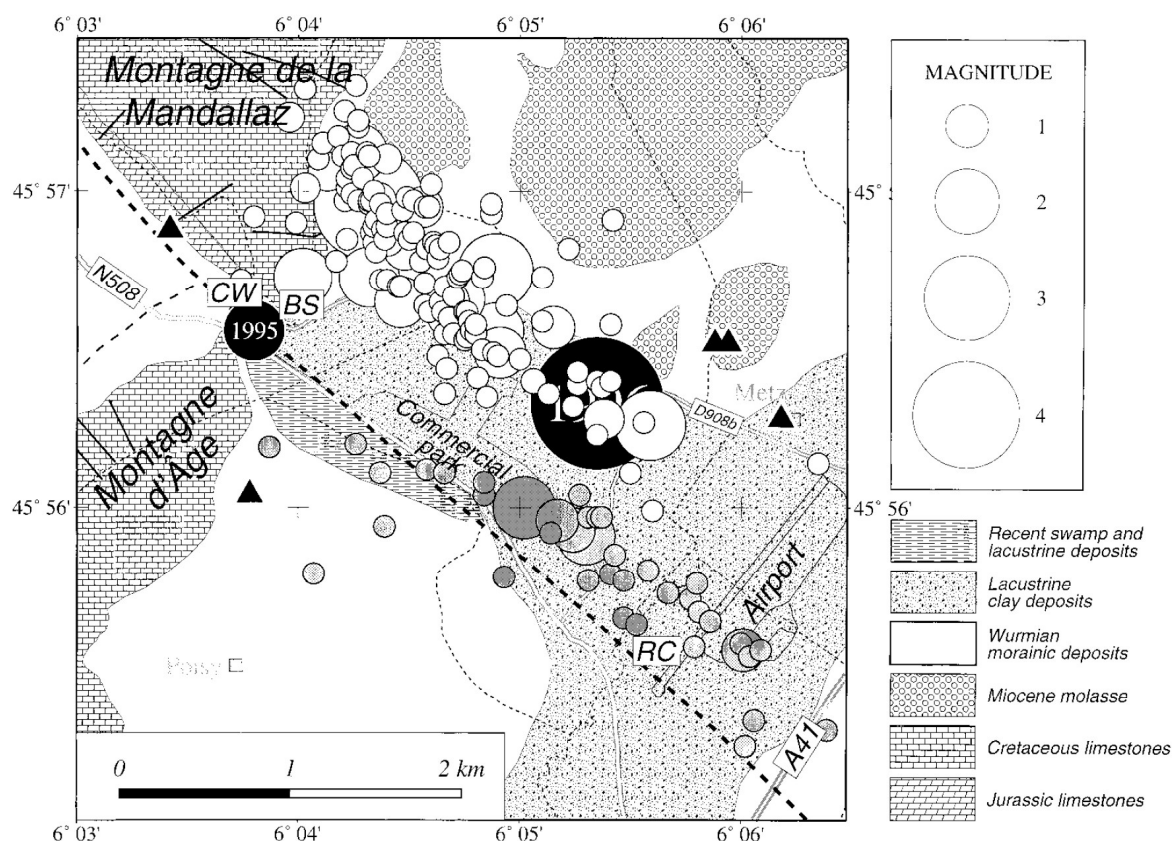 6° 03'
6° 04'
6° 05'
6° 06'
Montagne de la
Mandallaz
45° 57'
45°
N508
CW
BS
1995
Metz
D908b
Commercial
park
Montagne
d'Age
45° 56'
45° 56'
Airport
RC
Poisy
A41
0
1
2 km
6° 03'
6° 04'
6° 05'
6° 06'
MAGNITUDE
1
2
3
4
Recent swamp and
lacustrine deposits
Lacustrine
clay deposits
Wurmian
morainic deposits
Miocene molasse
Cretaceous limestones
Jurassic limestones